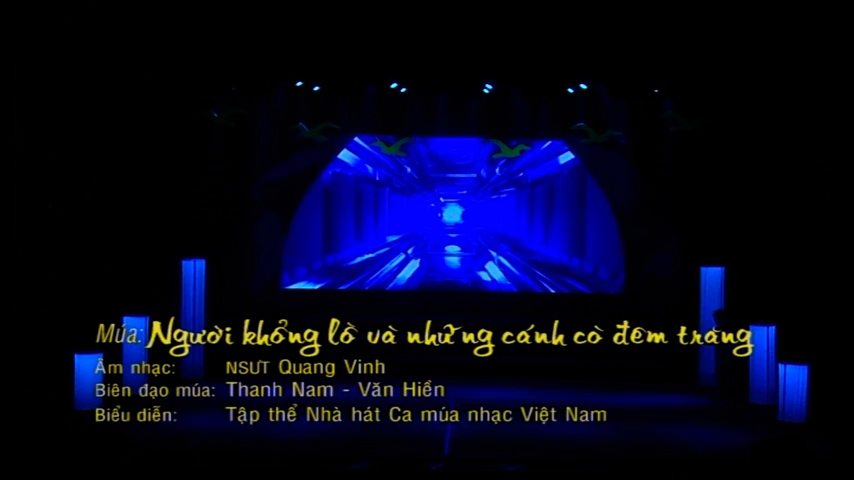 Múa: Người khổng lồ và những cánh cò đêm trăng
Âm nhạc: NSƯT Quang Vinh
Biên đạo múa: Thanh Nam - Văn Hiền
Biểu diễn: Tập thể Nhà hát Ca múa nhạc Việt Nam